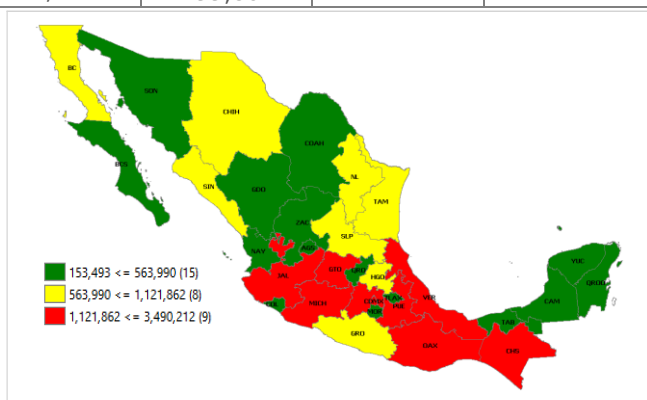 BC
SON
CHIH
COAH
BCS
SIN
DGO
NL
TAM
ZAC
SLP
NAY
AGS
JAL
GTO
QRO
HGO
COL
MICH
CDMX
TLAX
MOR
PUE
VER
GRO
OAX
CHS
TAB
CAM
YUC
QROO
153,493 <= 563,990 (15)
563,990 <= 1,121,862 (8)
1,121,862 <= 3,490,212 (9)